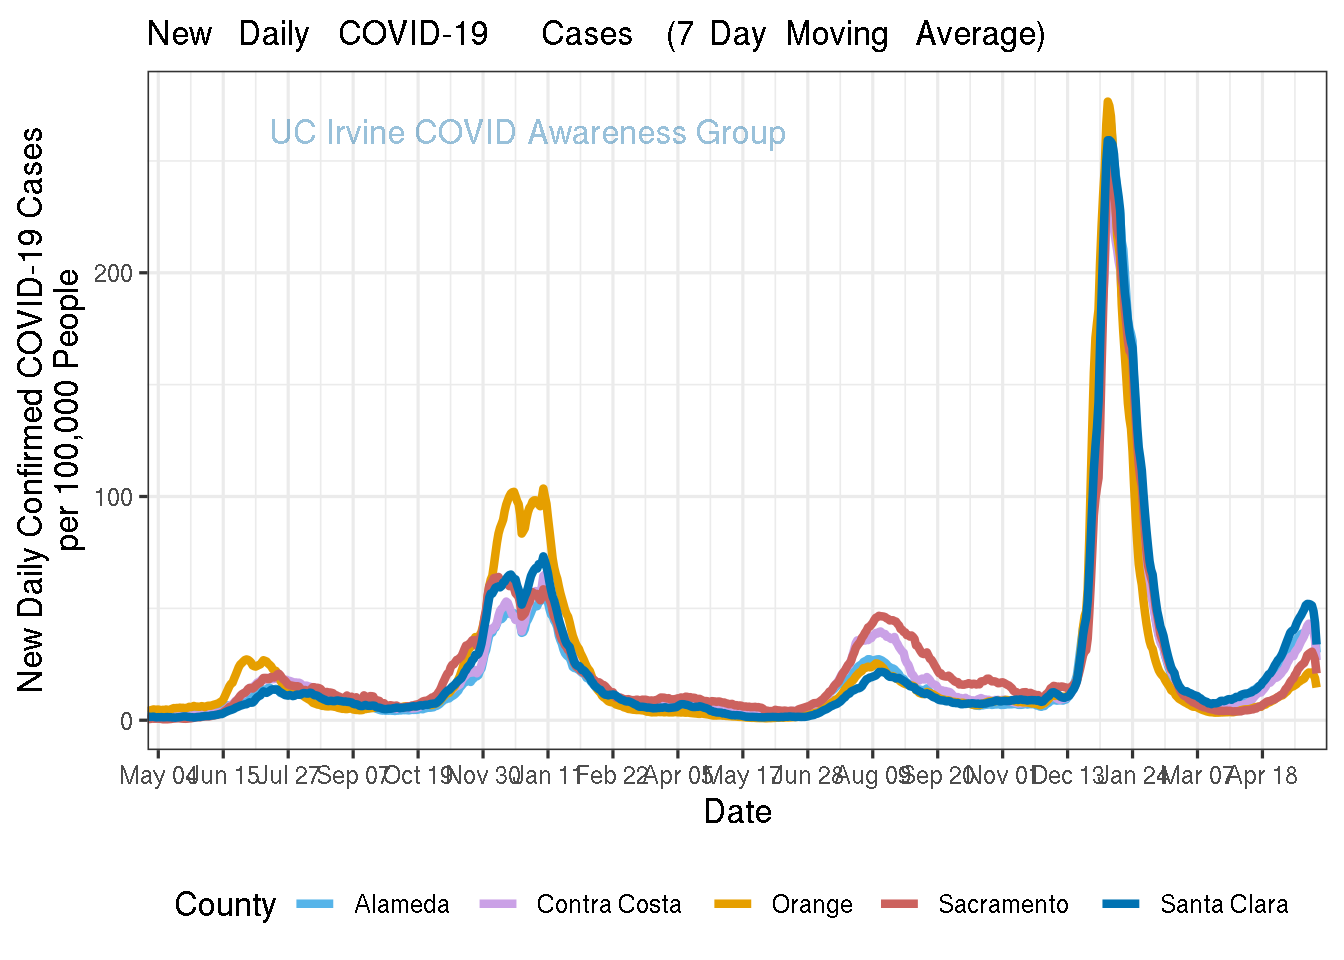 New Daily COVID-19 Cases (7 Day Moving Average)
UC Irvine COVID Awareness Group
New Daily Confirmed COVID-19 Cases
per 100,000 People
200
100
0
May 04 Jun 15 Jul 27 Sep 07 Oct 19 Nov 30 Jan 11 Feb 22 Apr 05 May 17 Jun 28 Aug 09 Sep 20 Nov 01 Dec 13 Jan 24 Mar 07 Apr 18
Date
County Alameda Contra Costa Orange Sacramento Santa Clara